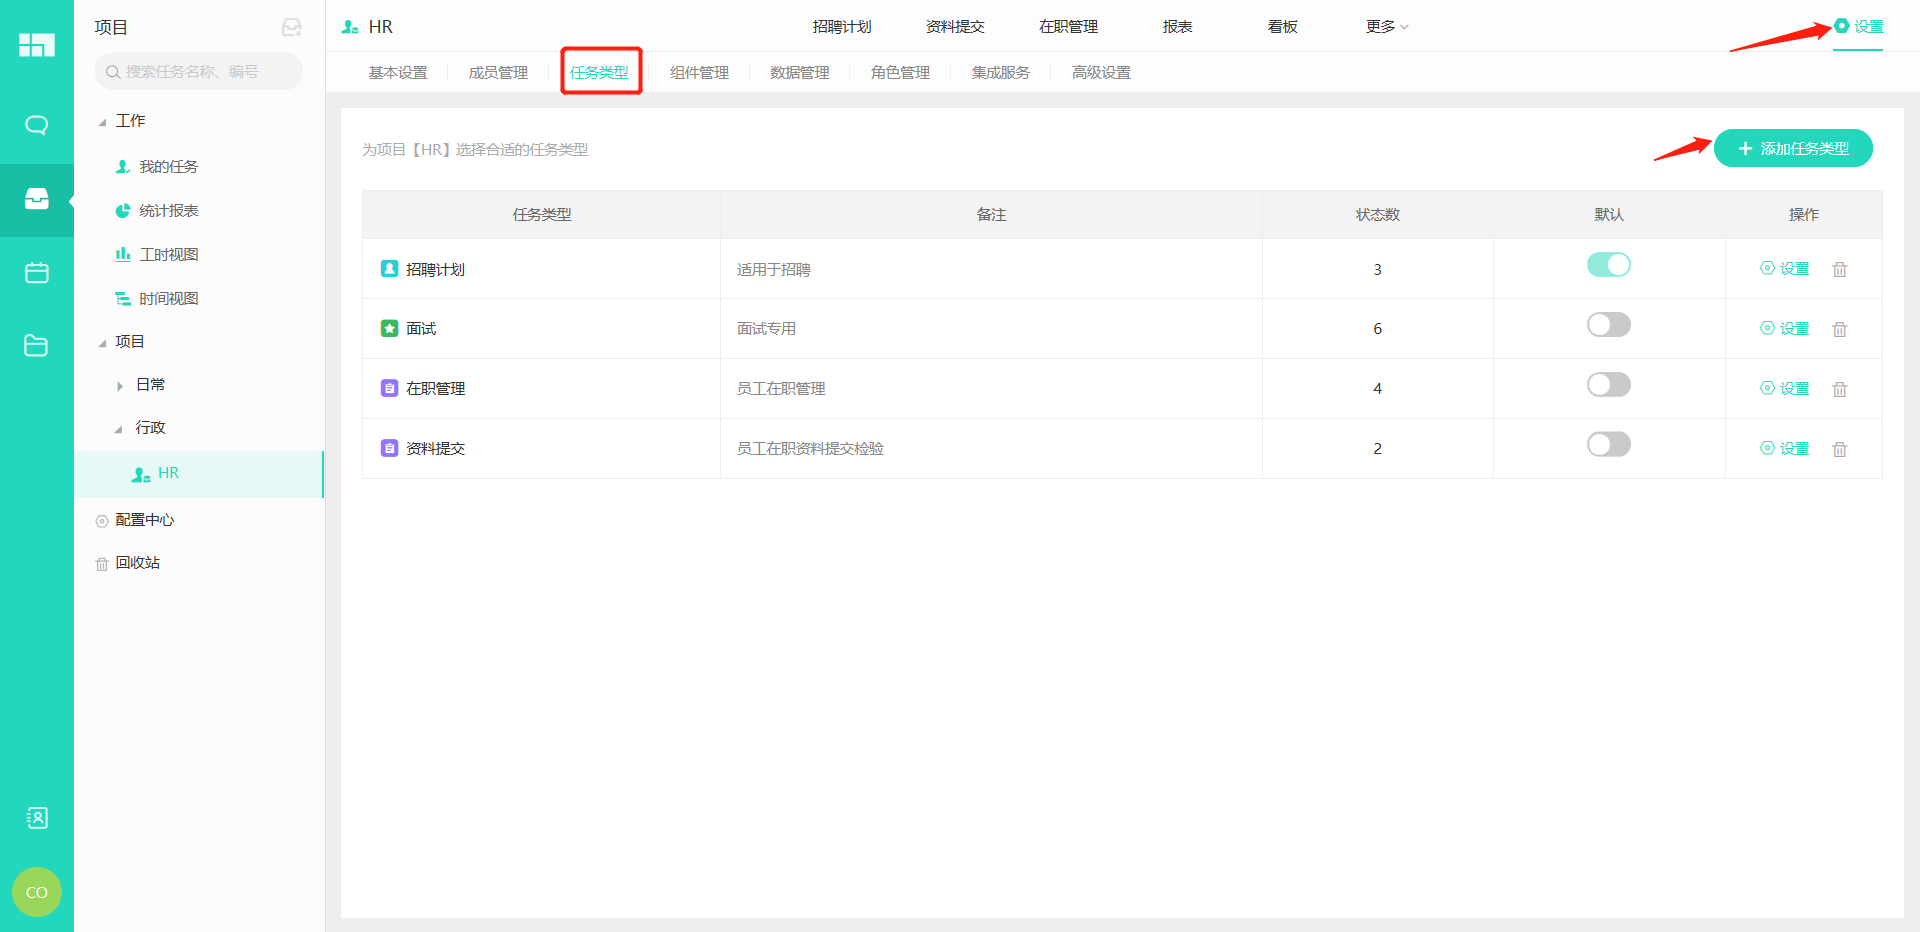 项目
搜索任务名称、编号
工作
我的任务
统计报表
工时视图
时间视图
项目
日常
行政
HR
配置中心
回收站
CO
HR 招聘计划 资料提交 在职管理 报表 看板 更多 设置
基本设置 成员管理 任务类型 组件管理 数据管理 角色管理 集成服务 高级设置
为项目【HR】选择合适的任务类型 添加任务类型
任务类型 备注 状态数 默认 操作
招聘计划 适用于招聘 3 设置
面试 面试专用 6 设置
在职管理 员工在职管理 4 设置
资料提交 员工在职资料提交检验 2 设置